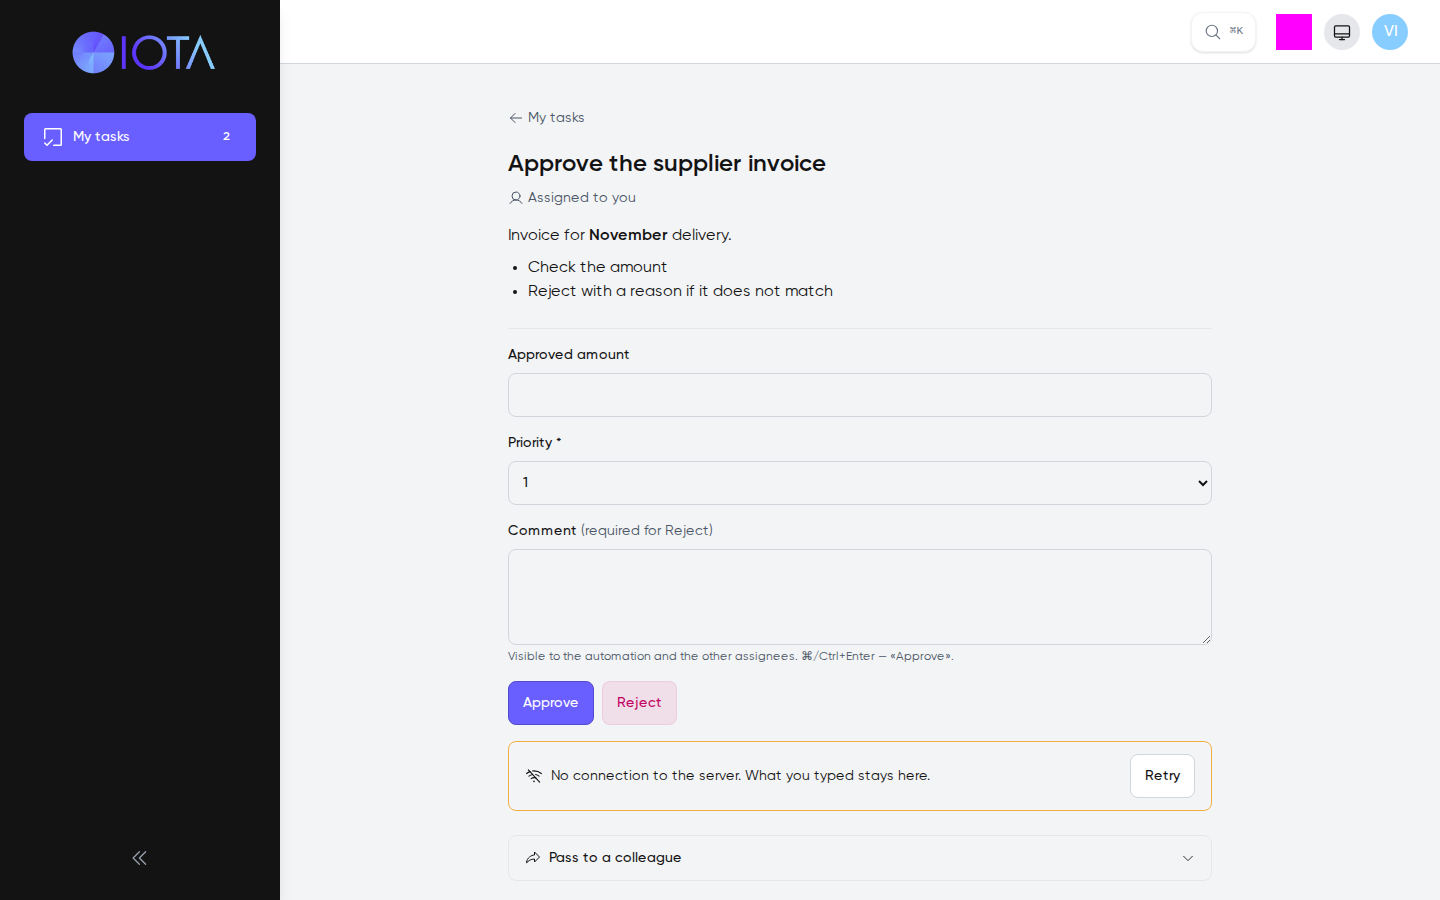 IOTA
⌘K
VI
My tasks
2
My tasks
Approve the supplier invoice
Assigned to you
Invoice for November delivery.
• Check the amount
• Reject with a reason if it does not match
Approved amount
Priority *
1
Comment (required for Reject)
Visible to the automation and the other assignees. ⌘/Ctrl+Enter — «Approve».
Approve
Reject
No connection to the server. What you typed stays here.
Retry
Pass to a colleague